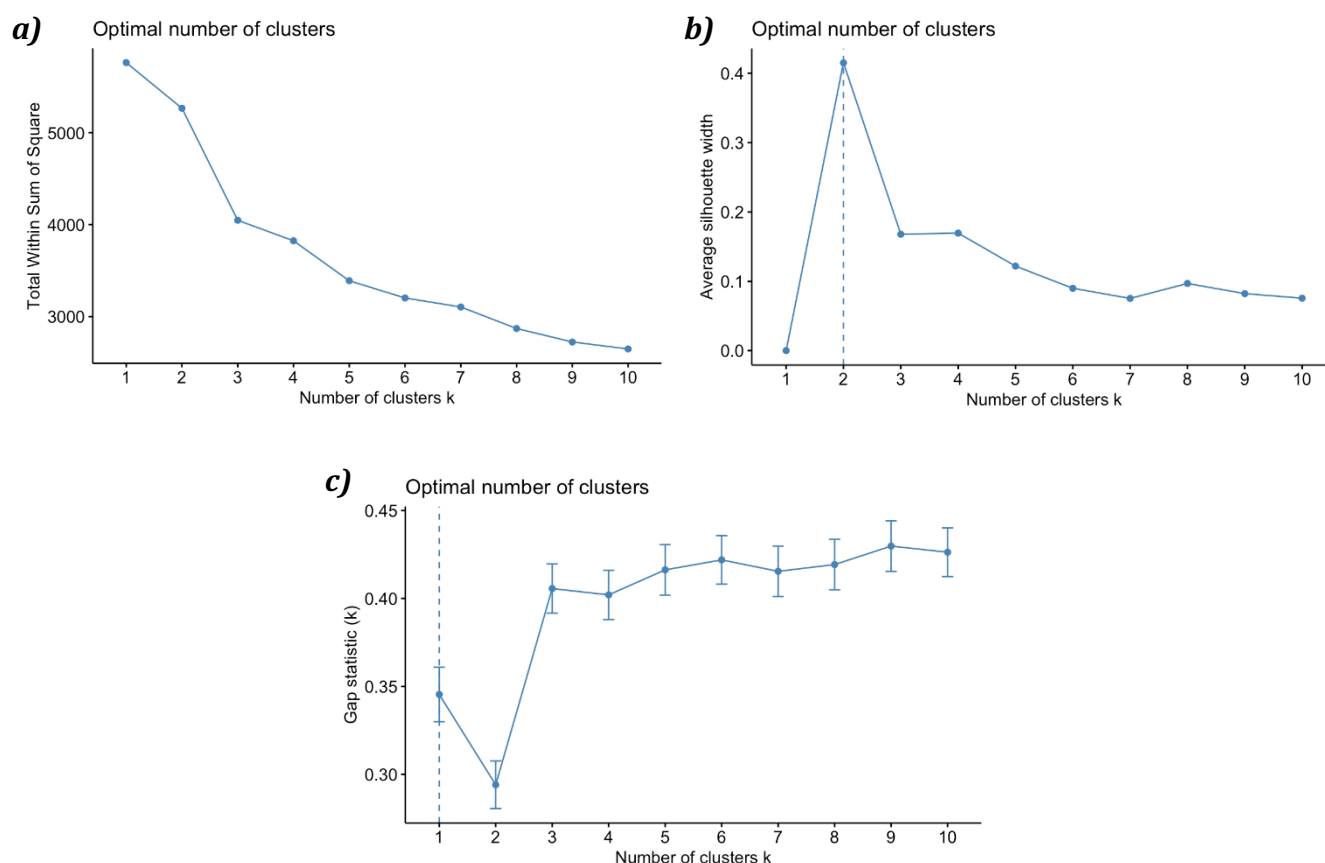 a)
Optimal number of clusters
Total Within Sum of Square
5000
4000
3000
1 2 3 4 5 6 7 8 9 10
Number of clusters k
b)
Optimal number of clusters
Average silhouette width
0.4
0.3
0.2
0.1
0.0
1 2 3 4 5 6 7 8 9 10
Number of clusters k
c)
Optimal number of clusters
Gap statistic (k)
0.45
0.40
0.35
0.30
1 2 3 4 5 6 7 8 9 10
Number of clusters k